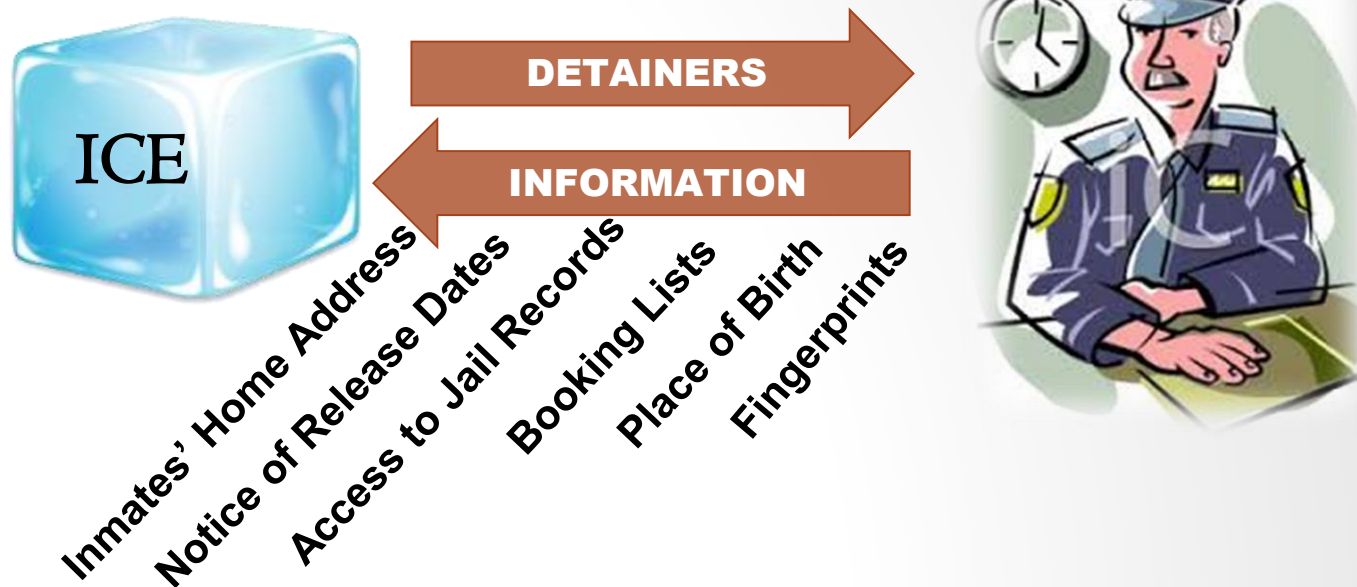 ICE
DETAINERS
INFORMATION
Inmates’ Home Address
Notice of Release Dates
Access to Jail Records
Booking Lists
Place of Birth
Fingerprints